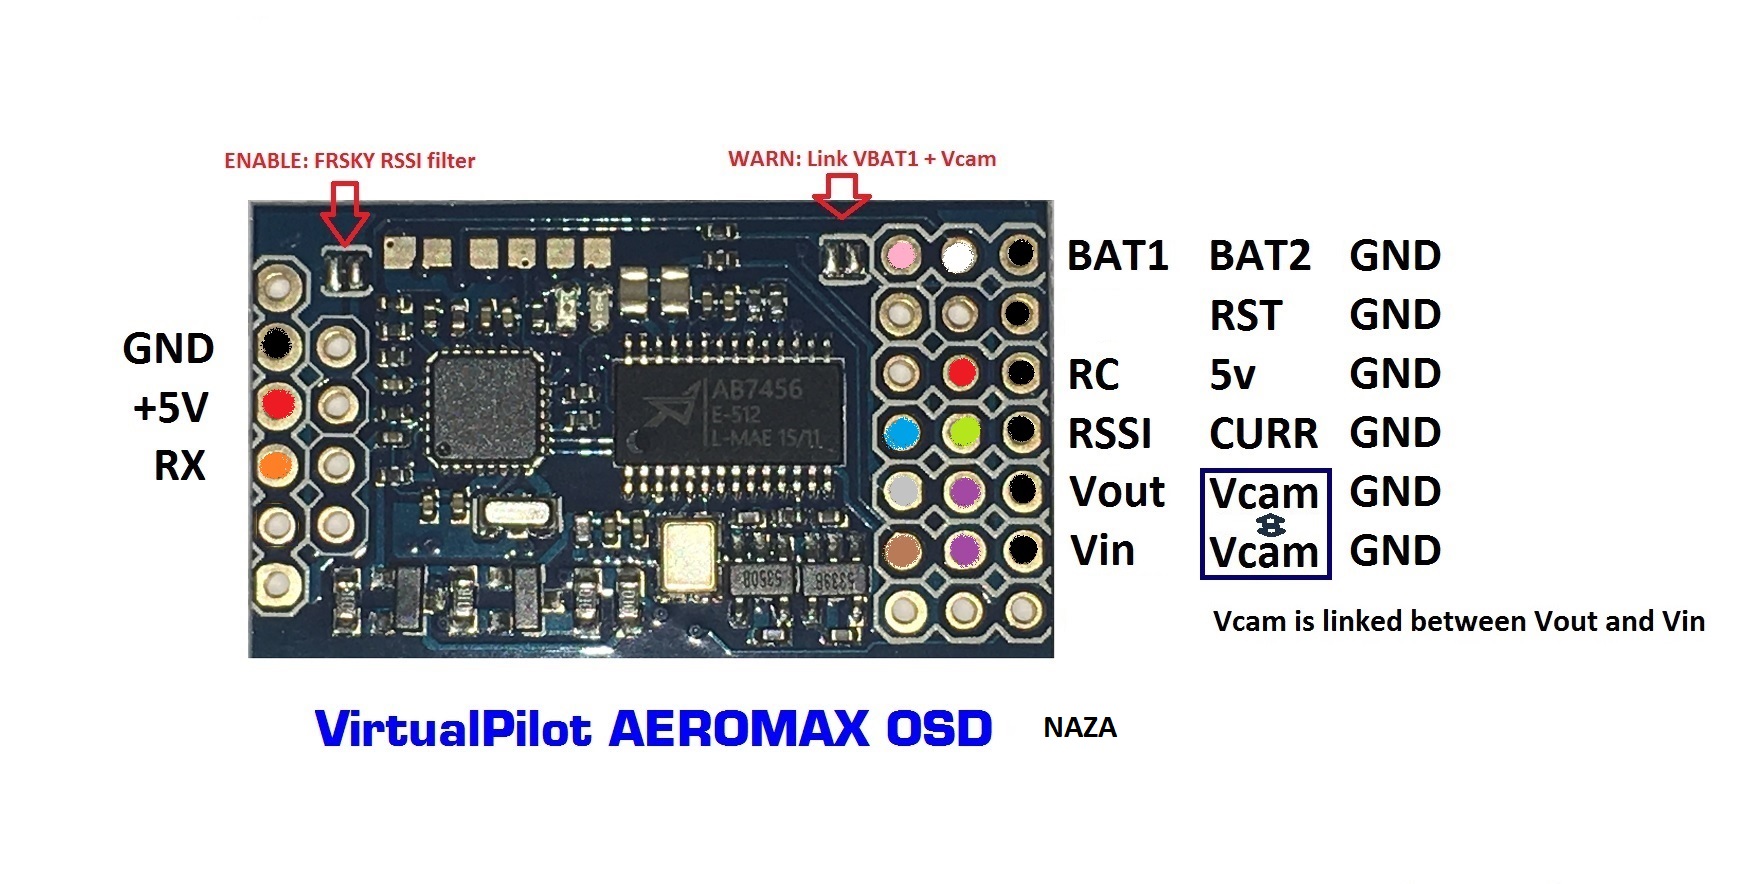 ENABLE: FRSKY RSSI filter
WARN: Link VBAT1 + Vcam
BAT1 BAT2 GND
RST GND
GND
RC 5v GND
+5V
AB7456
E-512
L-MAE 15/11
RSSI CURR GND
RX
Vout Vcam GND
Vin Vcam GND
5350B
5339B
Vcam is linked between Vout and Vin
VirtualPilot AEROMAX OSD NAZA